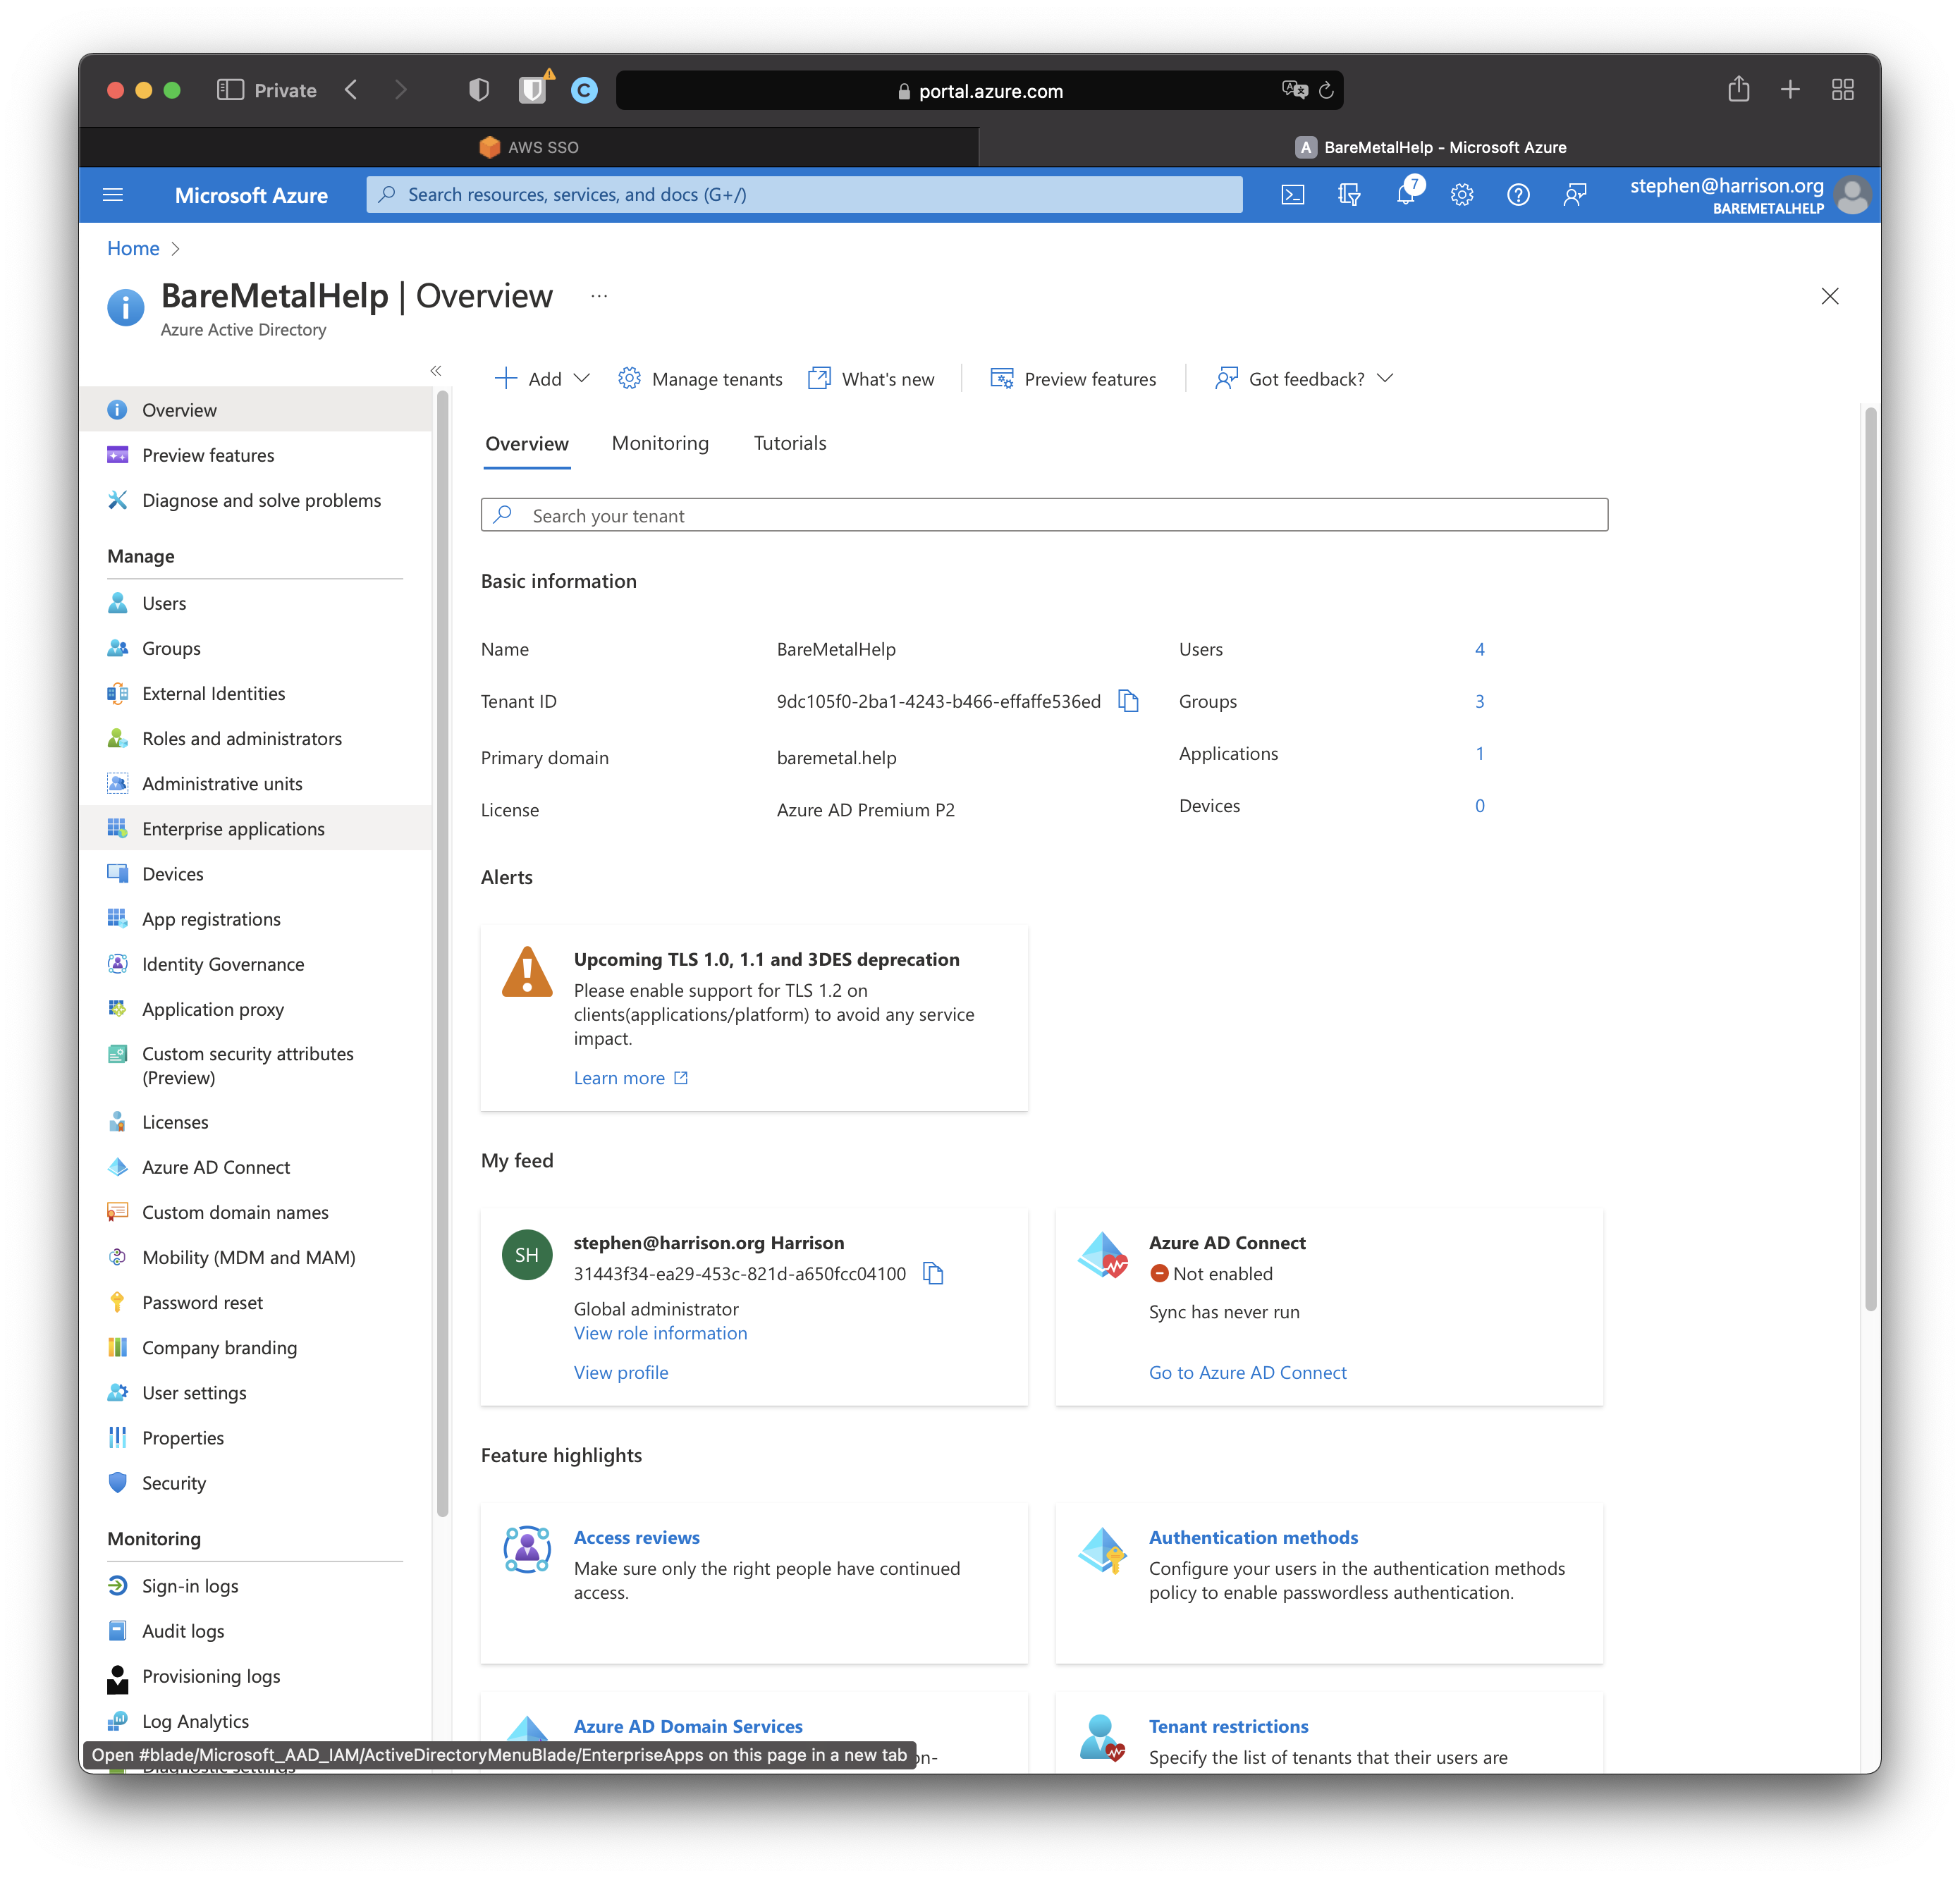 Private
portal.azure.com
AWS SSO
A BareMetalHelp - Microsoft Azure
Microsoft Azure
Search resources, services, and docs (G+/)
7
stephen@harrison.org
BAREMETALHELP
Home
BareMetalHelp | Overview ...
Azure Active Directory
Overview
Preview features
Diagnose and solve problems
Manage
Users
Groups
External Identities
Roles and administrators
Administrative units
Enterprise applications
Devices
App registrations
Identity Governance
Application proxy
Custom security attributes
(Preview)
Licenses
Azure AD Connect
Custom domain names
Mobility (MDM and MAM)
Password reset
Company branding
User settings
Properties
Security
Monitoring
Sign-in logs
Audit logs
Provisioning logs
Log Analytics
Diagnostic settings
Add
Manage tenants
What's new
Preview features
Got feedback?
Overview
Monitoring
Tutorials
Search your tenant
Basic information
Name BareMetalHelp
Tenant ID 9dc105f0-2ba1-4243-b466-effaffe536ed
Primary domain baremetal.help
License Azure AD Premium P2
Users 4
Groups 3
Applications 1
Devices 0
Alerts
Upcoming TLS 1.0, 1.1 and 3DES deprecation
Please enable support for TLS 1.2 on
clients(applications/platform) to avoid any service
impact.
Learn more
My feed
SH
stephen@harrison.org Harrison
31443f34-ea29-453c-821d-a650fcc04100
Global administrator
View role information
View profile
Azure AD Connect
Not enabled
Sync has never run
Go to Azure AD Connect
Feature highlights
Access reviews
Make sure only the right people have continued
access.
Authentication methods
Configure your users in the authentication methods
policy to enable passwordless authentication.
Azure AD Domain Services
on-
Tenant restrictions
Specify the list of tenants that their users are
Open #blade/Microsoft_AAD_IAM/ActiveDirectoryMenuBlade/EnterpriseApps on this page in a new tab